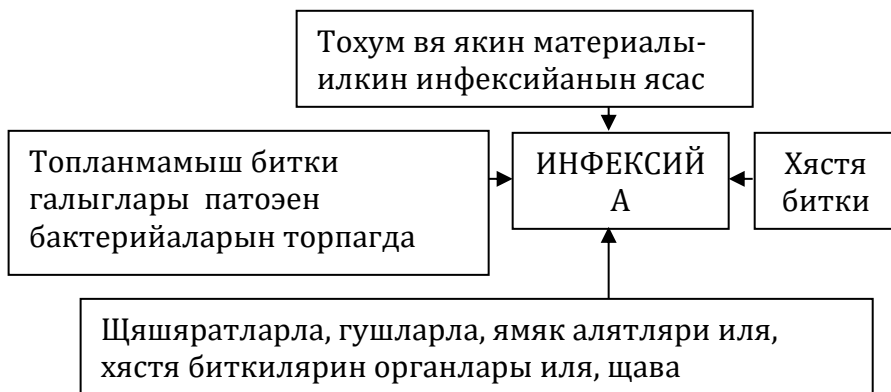 Тохум вя якин материалы-
илкин инфексийанын ясас
Топланмамыш битки
галыглары патоэен
бактерийаларын торпагда
ИНФЕКСИЙ
А
Хястя
битки
Щяшяратларла, гушларла, ямяк алятляри иля,
хястя биткилярин органлары иля, щава